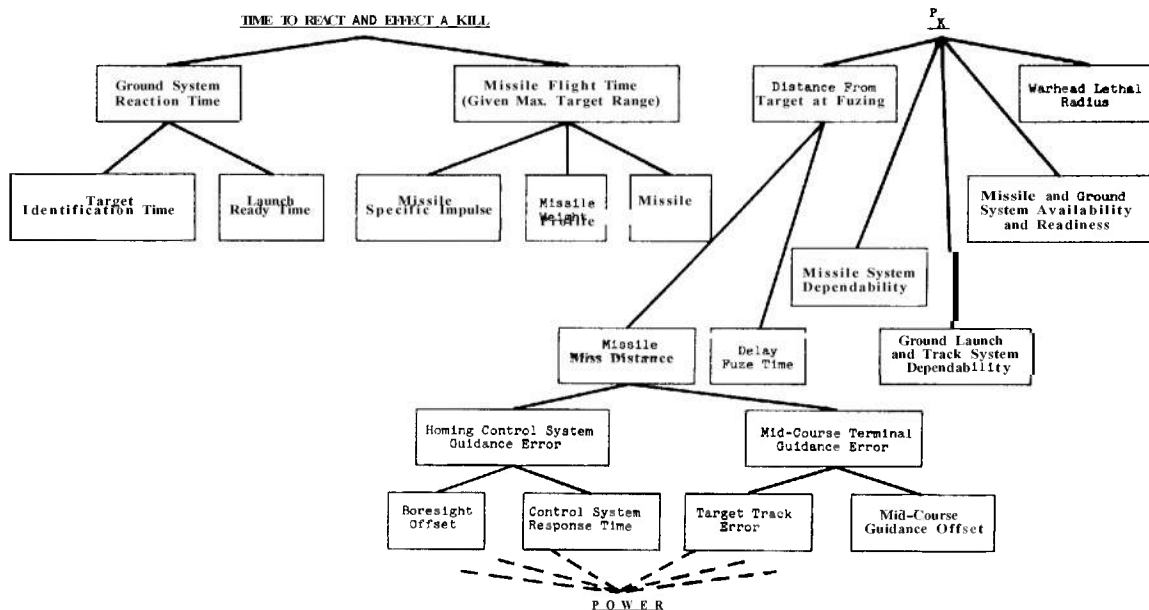 TIME TO REACT AND EFFECT A KILL
P
K
Ground System
Reaction Time
Missile Flight Time
(Given Max. Target Range)
Distance From
Target at Fuzing
Warhead Lethal
Radius
Target
Identification Time
Launch
Ready Time
Missile
Specific Impulse
Missile
Weight
Profile
Missile
Missile and Ground
System Availability
and Readiness
Missile System
Dependability
Missile
Miss Distance
Delay
Fuze Time
Ground Launch
and Track System
Dependability
Homing Control System
Guidance Error
Mid-Course Terminal
Guidance Error
Boresight
Offset
Control System
Response Time
Target Track
Error
Mid-Course
Guidance Offset
POWER